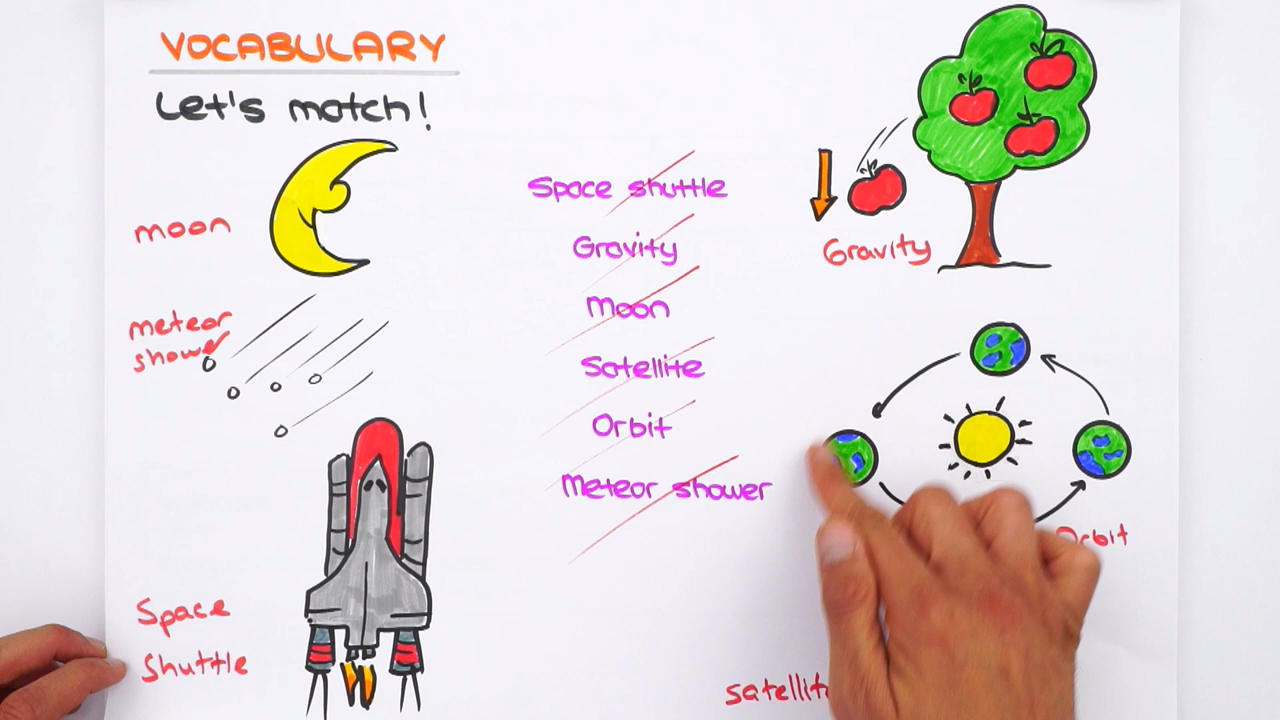 VOCABULARY
Let's match!
moon
meteor
shower
Space
Shuttle
Space shuttle
Gravity
Moon
Satellite
Orbit
Meteor shower
Gravity
Orbit